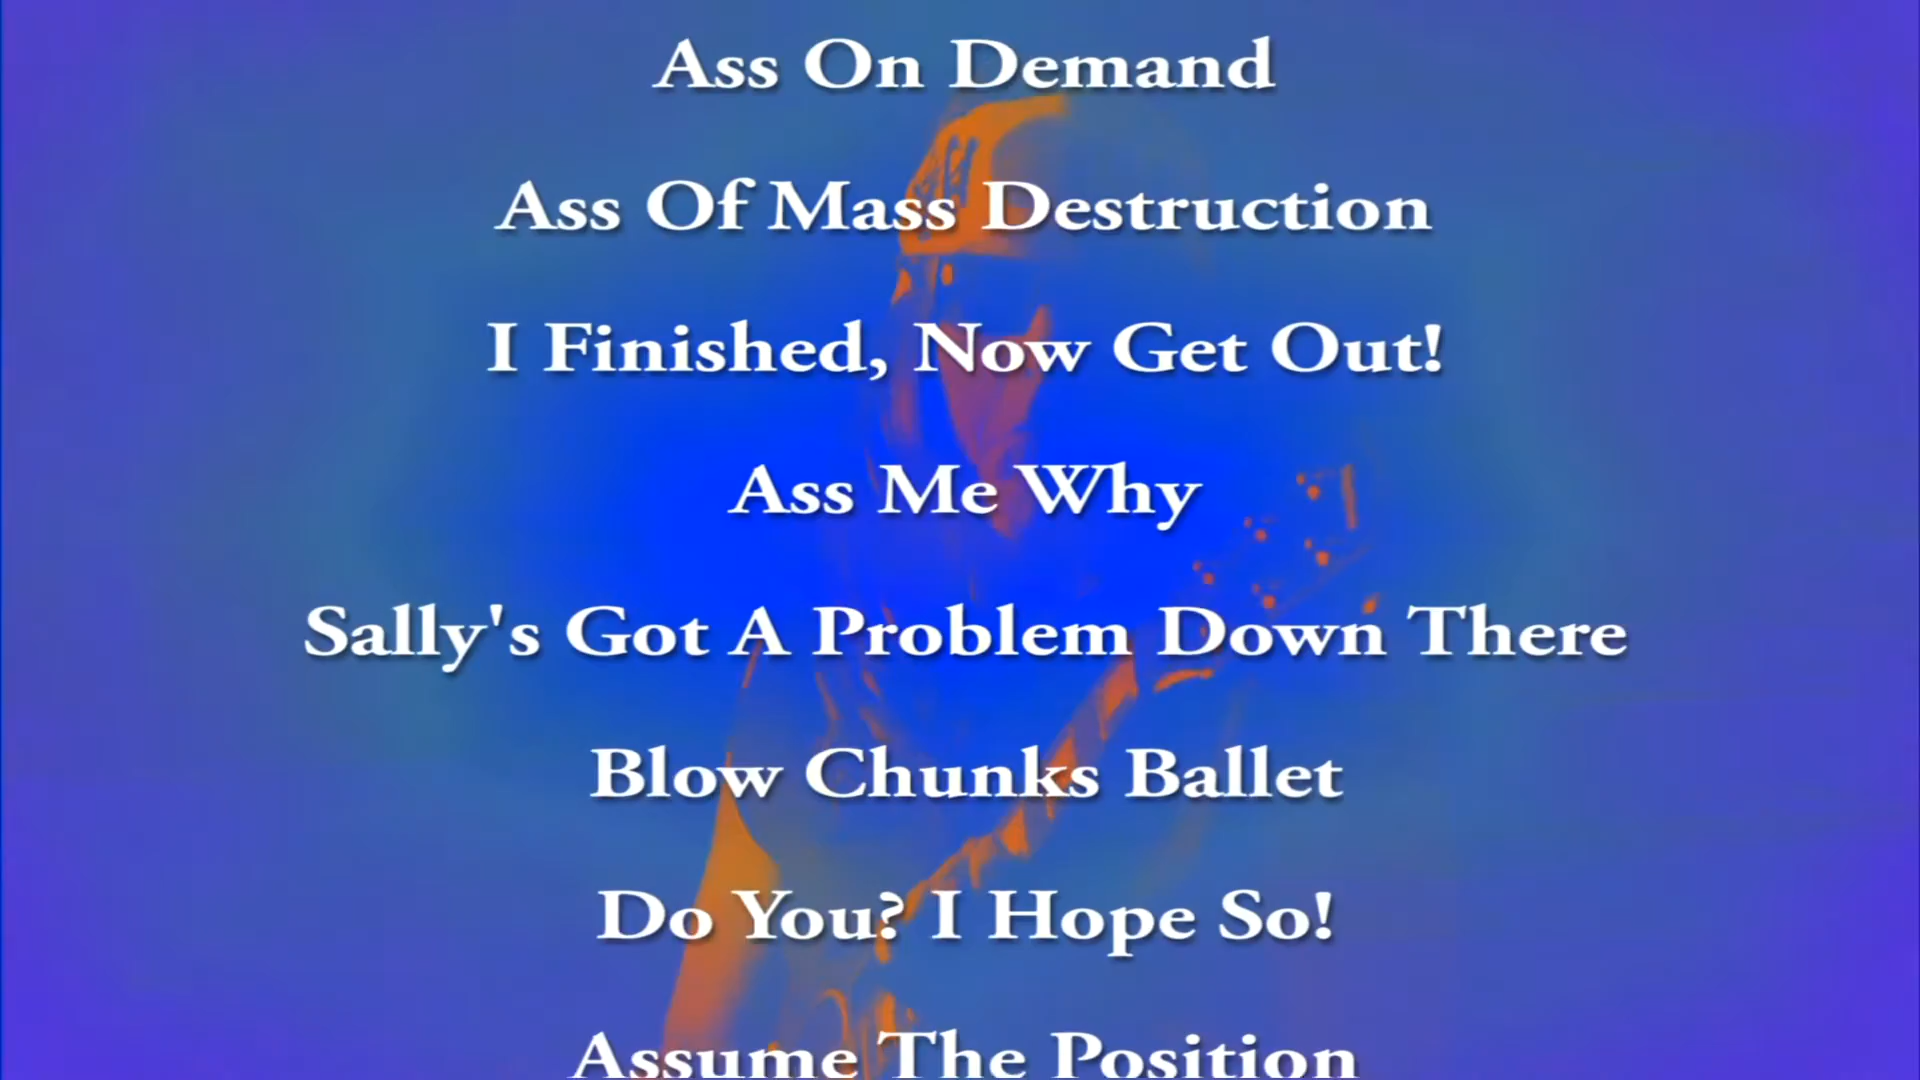 Ass On Demand
Ass Of Mass Destruction
I Finished, Now Get Out!
Ass Me Why
Sally's Got A Problem Down There
Blow Chunks Ballet
Do You? I Hope So!
Assume The Position